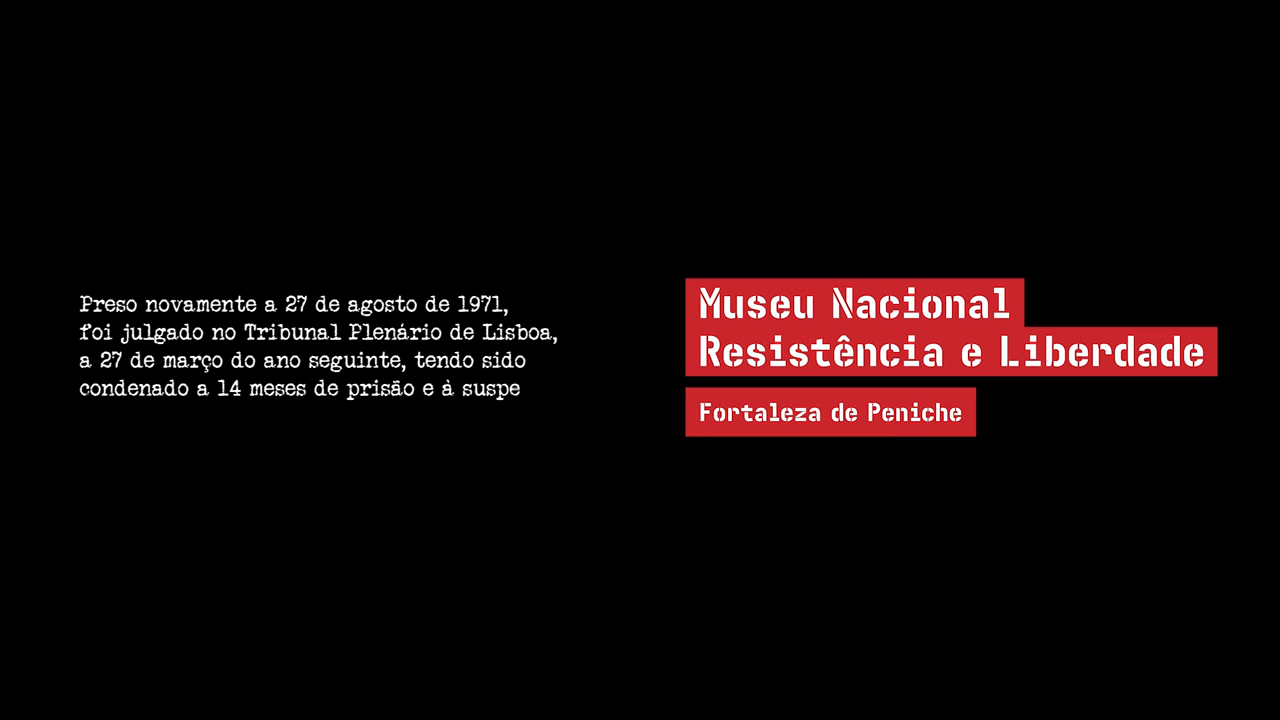 Preso novamente a 27 de agosto de 1971,
foi julgado no Tribunal Plenário de Lisboa,
a 27 de março do ano seguinte, tendo sido
condenado a 14 meses de prisão e à suspe
Museu Nacional
Resistência e Liberdade
Fortaleza de Peniche